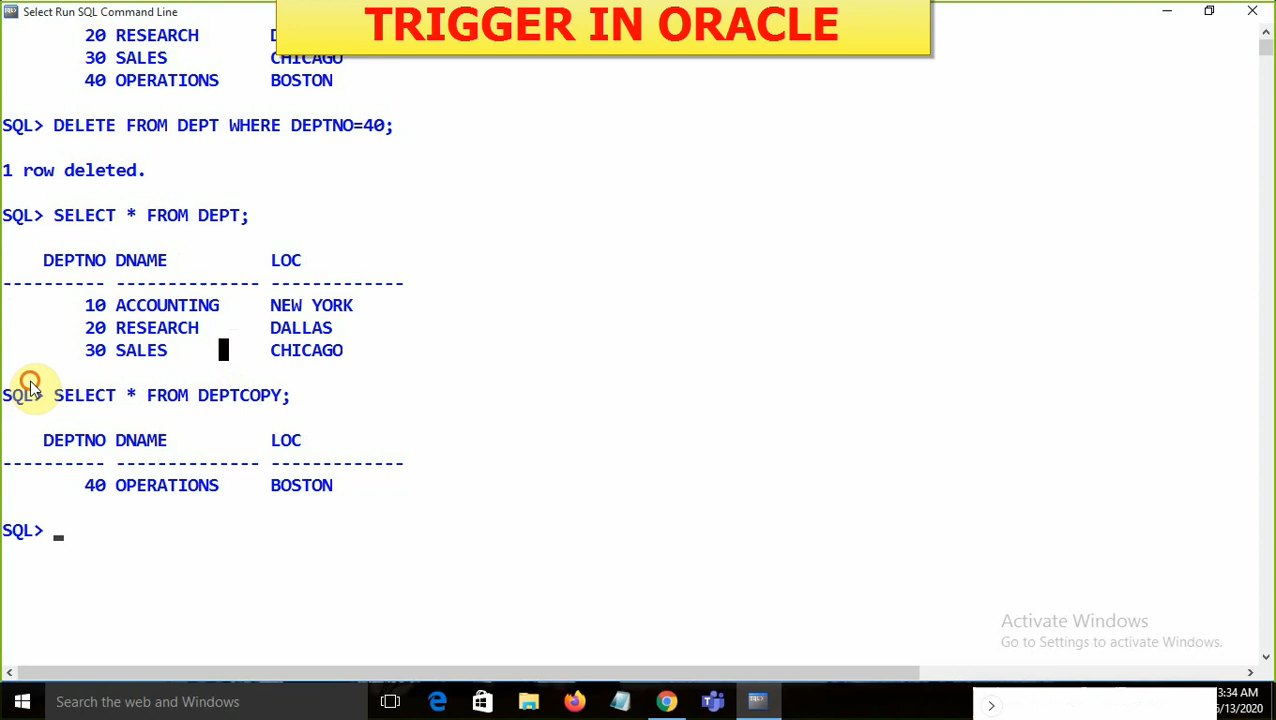 Select Run SQL Command Line
TRIGGER IN ORACLE
20 RESEARCH
30 SALES CHICAGO
40 OPERATIONS BOSTON
SQL> DELETE FROM DEPT WHERE DEPTNO=40;
1 row deleted.
SQL> SELECT * FROM DEPT;
DEPTNO DNAME LOC
---------- -------------- -------------
10 ACCOUNTING NEW YORK
20 RESEARCH DALLAS
30 SALES CHICAGO
SQL> SELECT * FROM DEPTCOPY;
DEPTNO DNAME LOC
---------- -------------- -------------
40 OPERATIONS BOSTON
SQL>
Activate Windows
Go to Settings to activate Windows.
Search the web and Windows
3:34 AM
/13/2020